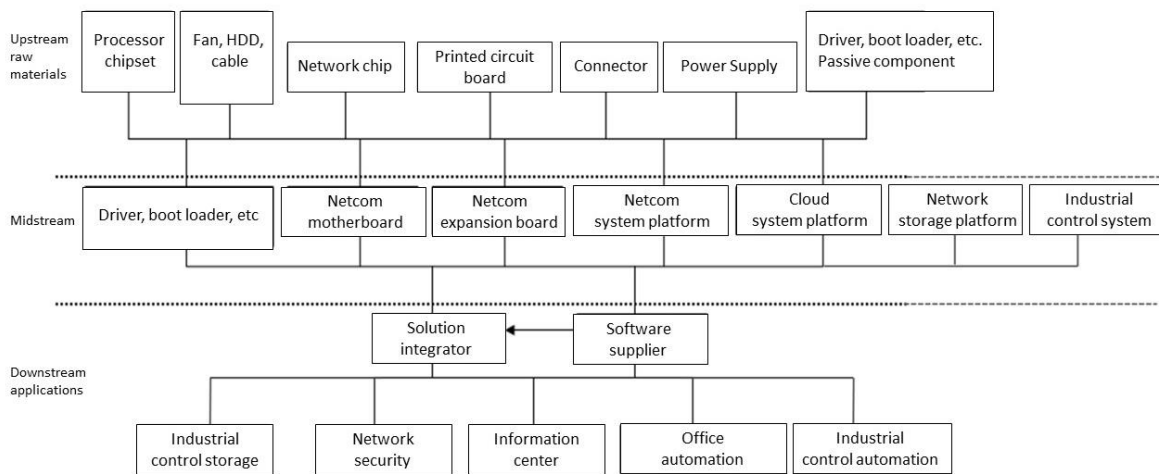 Upstream
raw
materials
Processor
chipset
Fan, HDD,
cable
Network chip
Printed circuit
board
Connector
Power Supply
Driver, boot loader, etc.
Passive component
Midstream
Driver, boot loader, etc
Netcom
motherboard
Netcom
expansion board
Netcom
system platform
Cloud
system platform
Network
storage platform
Industrial
control system
Downstream
applications
Solution
integrator
Software
supplier
Industrial
control storage
Network
security
Information
center
Office
automation
Industrial
control automation